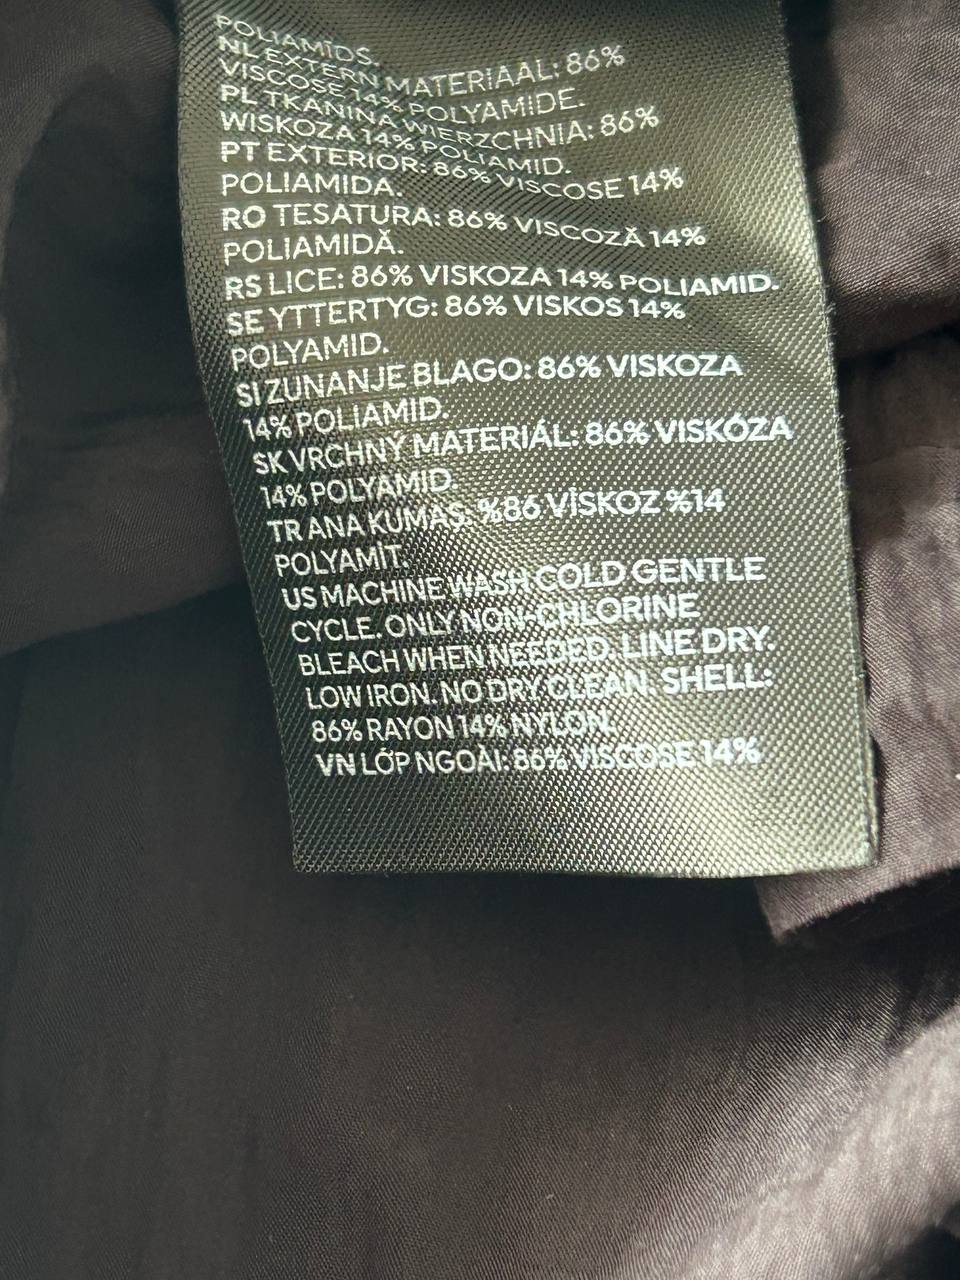 POLIAMĪDS.
NL EXTERN MATERIAAL: 86%
VISCOSE 14% POLYAMIDE.
PL TKANINA WIERZCHNIA: 86%
WISKOZA 14% POLIAMID.
PT EXTERIOR: 86% VISCOSE 14%
POLIAMIDA.
RO TESATURA: 86% VISCOZĂ 14%
POLIAMIDĂ.
RS LICE: 86% VISKOZA 14% POLIAMID.
SE YTTERTYG: 86% VISKOS 14%
POLYAMID.
SI ZUNANJE BLAGO: 86% VISKOZA
14% POLIAMID.
SK VRCHNÝ MATERIÁL: 86% VISKÓZA
14% POLYAMID.
TR ANA KUMAŞ: %86 VİSKOZ %14
POLYAMİT.
US MACHINE WASH COLD GENTLE
CYCLE. ONLY NON-CHLORINE
BLEACH WHEN NEEDED. LINE DRY.
LOW IRON. NO DRY CLEAN. SHELL:
86% RAYON 14% NYLON.
VN LỚP NGOÀI: 86% VISCOSE 14%